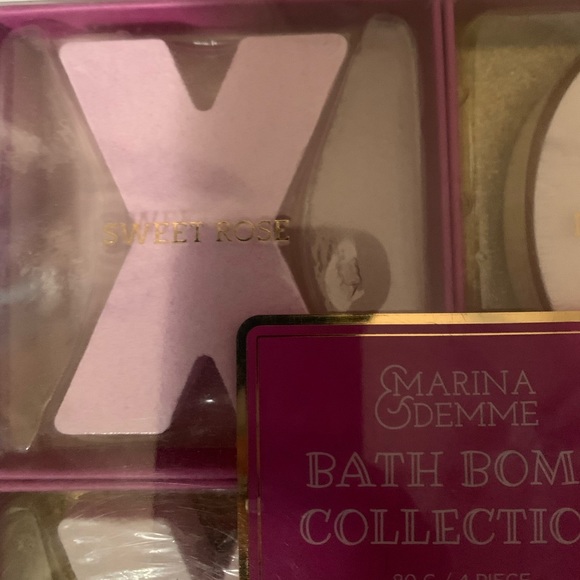 SWEET ROSE
MARINA
& DEMME
BATH BOM
COLLECTIO